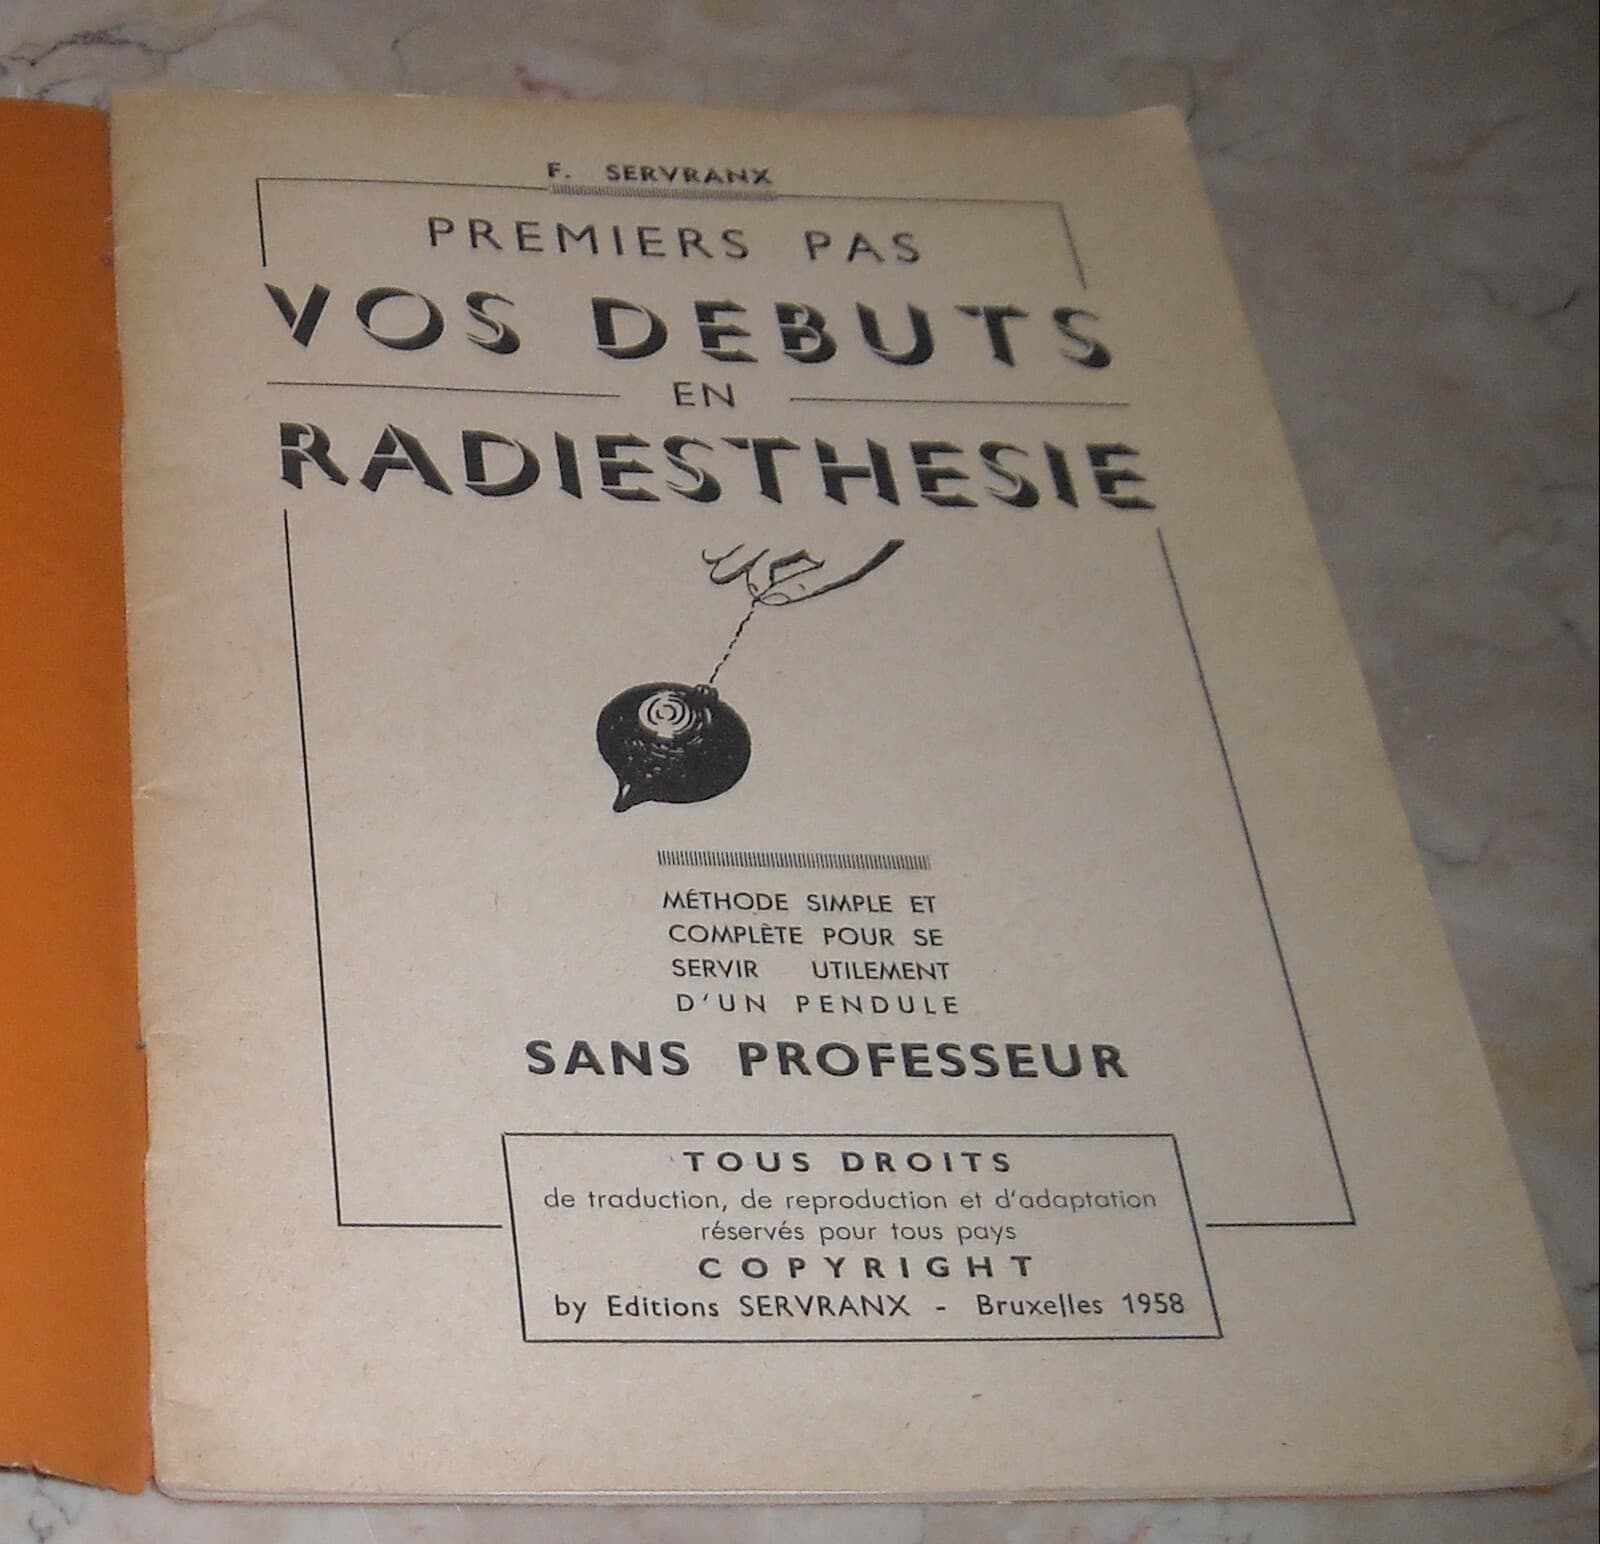 F. SERVRANX
PREMIERS PAS
VOS DEBUTS
EN
RADIESTHESIE
MÉTHODE SIMPLE ET
COMPLÈTE POUR SE
SERVIR UTILEMENT
D'UN PENDULE
SANS PROFESSEUR
TOUS DROITS
de traduction, de reproduction et d'adaptation
réservés pour tous pays
COPYRIGHT
by Editions SERVRANX - Bruxelles 1958